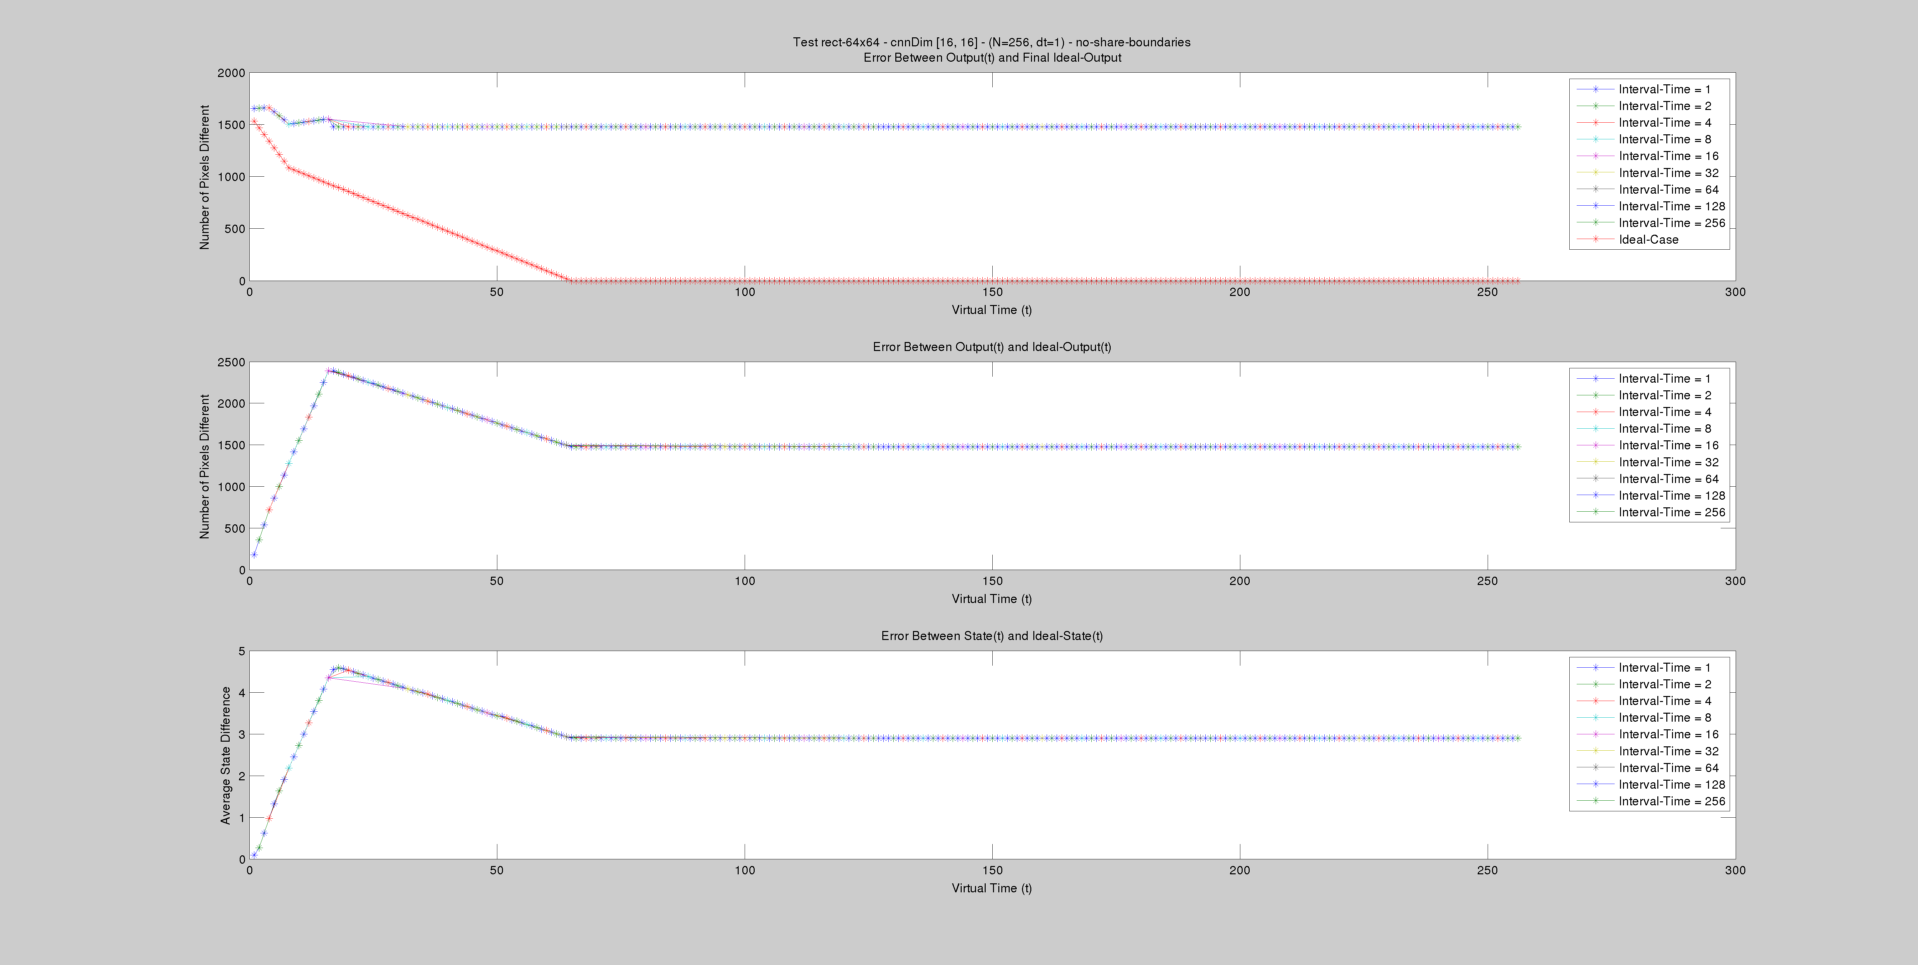 Test rect-64x64 - cnnDim [16, 16] - (N=256, dt=1) - no-share-boundaries
Error Between Output(t) and Final Ideal-Output
Number of Pixels Different
2000
1500
1000
500
0
0 50 100 150 200 250 300
Virtual Time (t)
Interval-Time = 1
Interval-Time = 2
Interval-Time = 4
Interval-Time = 8
Interval-Time = 16
Interval-Time = 32
Interval-Time = 64
Interval-Time = 128
Interval-Time = 256
Ideal-Case
Error Between Output(t) and Ideal-Output(t)
Number of Pixels Different
2500
2000
1500
1000
500
0
0 50 100 150 200 250 300
Virtual Time (t)
Interval-Time = 1
Interval-Time = 2
Interval-Time = 4
Interval-Time = 8
Interval-Time = 16
Interval-Time = 32
Interval-Time = 64
Interval-Time = 128
Interval-Time = 256
Error Between State(t) and Ideal-State(t)
Average State Difference
5
4
3
2
1
0
0 50 100 150 200 250 300
Virtual Time (t)
Interval-Time = 1
Interval-Time = 2
Interval-Time = 4
Interval-Time = 8
Interval-Time = 16
Interval-Time = 32
Interval-Time = 64
Interval-Time = 128
Interval-Time = 256